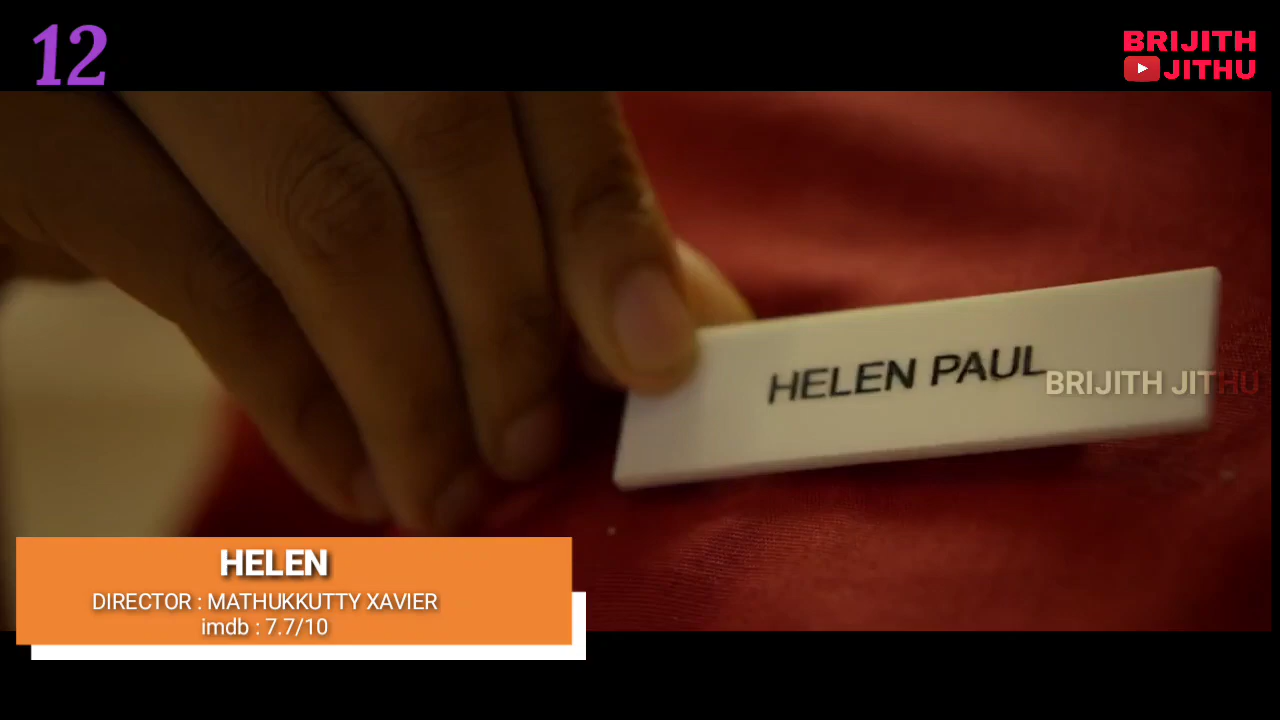 12
BRIJITH
JITHU
HELEN PAUL
BRIJITH JITHU
HELEN
DIRECTOR : MATHUKKUTTY XAVIER
imdb : 7.7/10